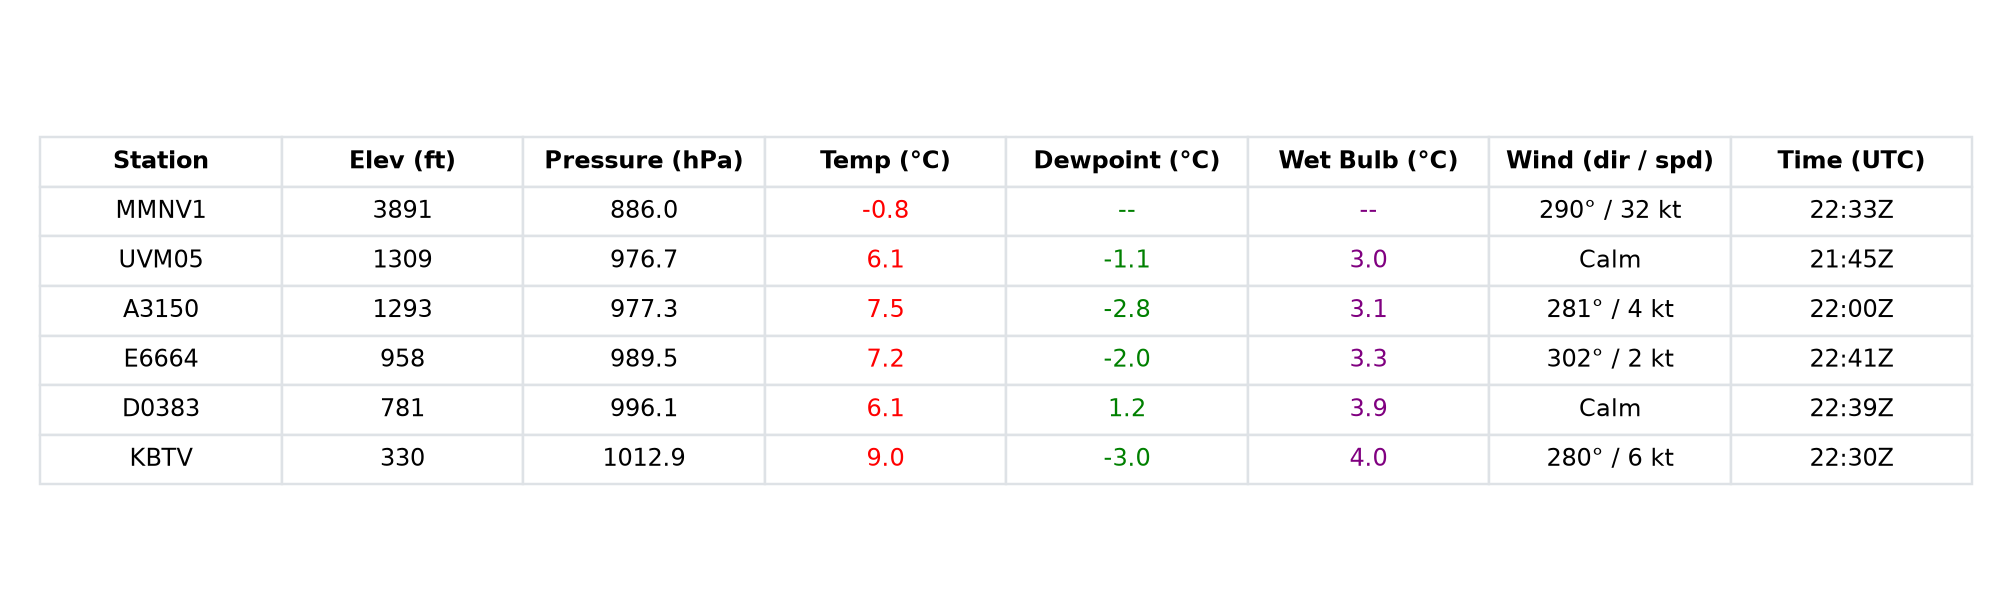 Station Elev (ft) Pressure (hPa) Temp (°C) Dewpoint (°C) Wet Bulb (°C) Wind (dir / spd) Time (UTC)
MMNV1 3891 886.0 -0.8 -- -- 290° / 32 kt 22:33Z
UVM05 1309 976.7 6.1 -1.1 3.0 Calm 21:45Z
A3150 1293 977.3 7.5 -2.8 3.1 281° / 4 kt 22:00Z
E6664 958 989.5 7.2 -2.0 3.3 302° / 2 kt 22:41Z
D0383 781 996.1 6.1 1.2 3.9 Calm 22:39Z
KBTV 330 1012.9 9.0 -3.0 4.0 280° / 6 kt 22:30Z